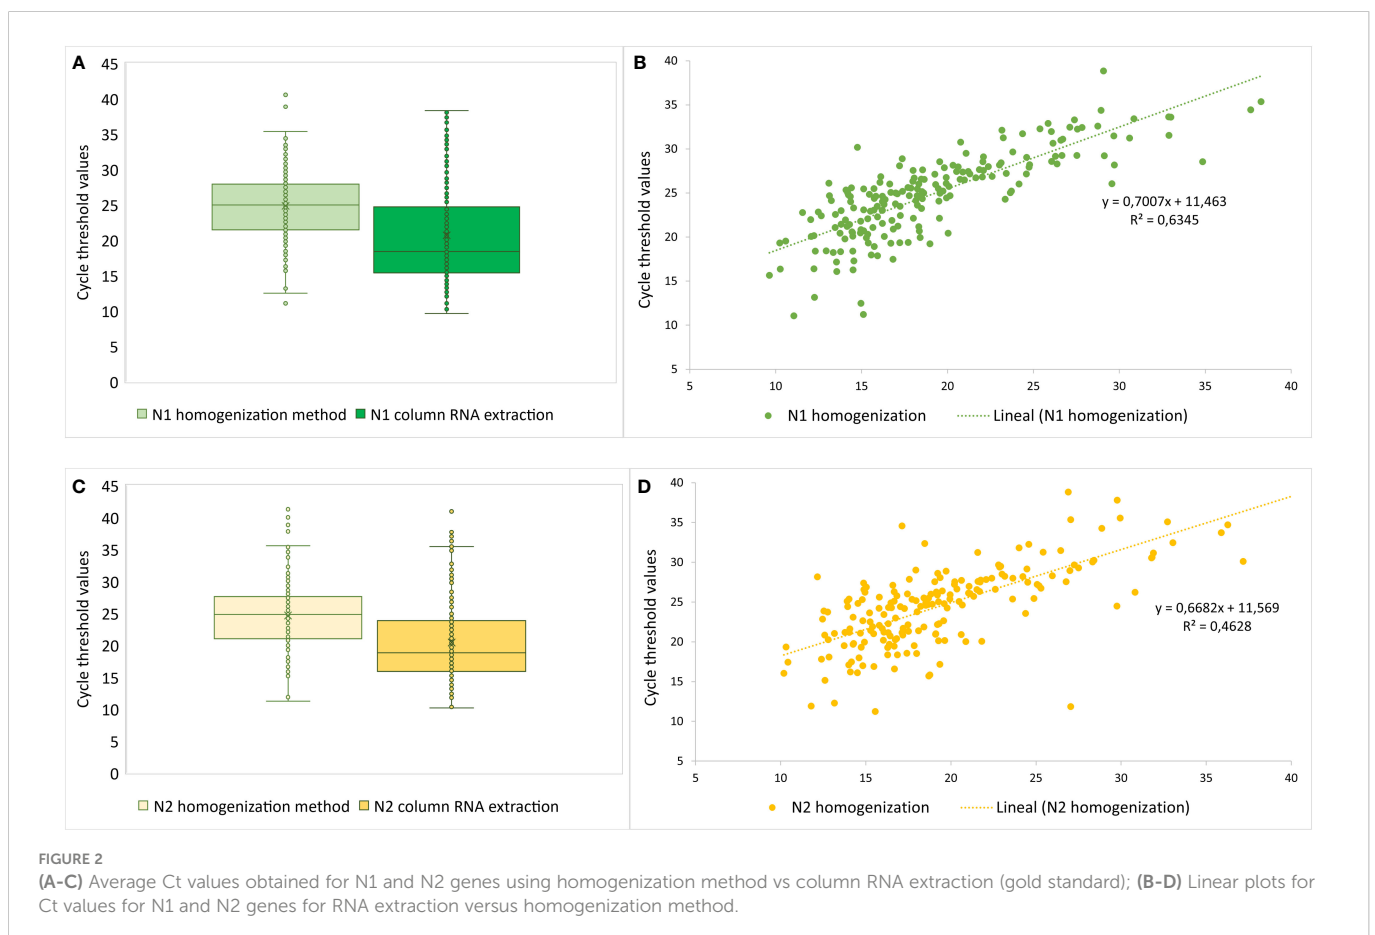 A
Cycle threshold values
45
40
35
30
25
20
15
10
5
0
N1 homogenization method
N1 column RNA extraction
B
Cycle threshold values
40
35
30
25
20
15
10
5
5
10
15
20
25
30
35
40
y = 0,7007x + 11,463
R² = 0,6345
N1 homogenization
Lineal (N1 homogenization)
C
Cycle threshold values
45
40
35
30
25
20
15
10
5
0
N2 homogenization method
N2 column RNA extraction
D
Cycle threshold values
40
35
30
25
20
15
10
5
5
10
15
20
25
30
35
40
y = 0,6682x + 11,569
R² = 0,4628
N2 homogenization
Lineal (N2 homogenization)
FIGURE 2
(A-C) Average Ct values obtained for N1 and N2 genes using homogenization method vs column RNA extraction (gold standard); (B-D) Linear plots for
Ct values for N1 and N2 genes for RNA extraction versus homogenization method.